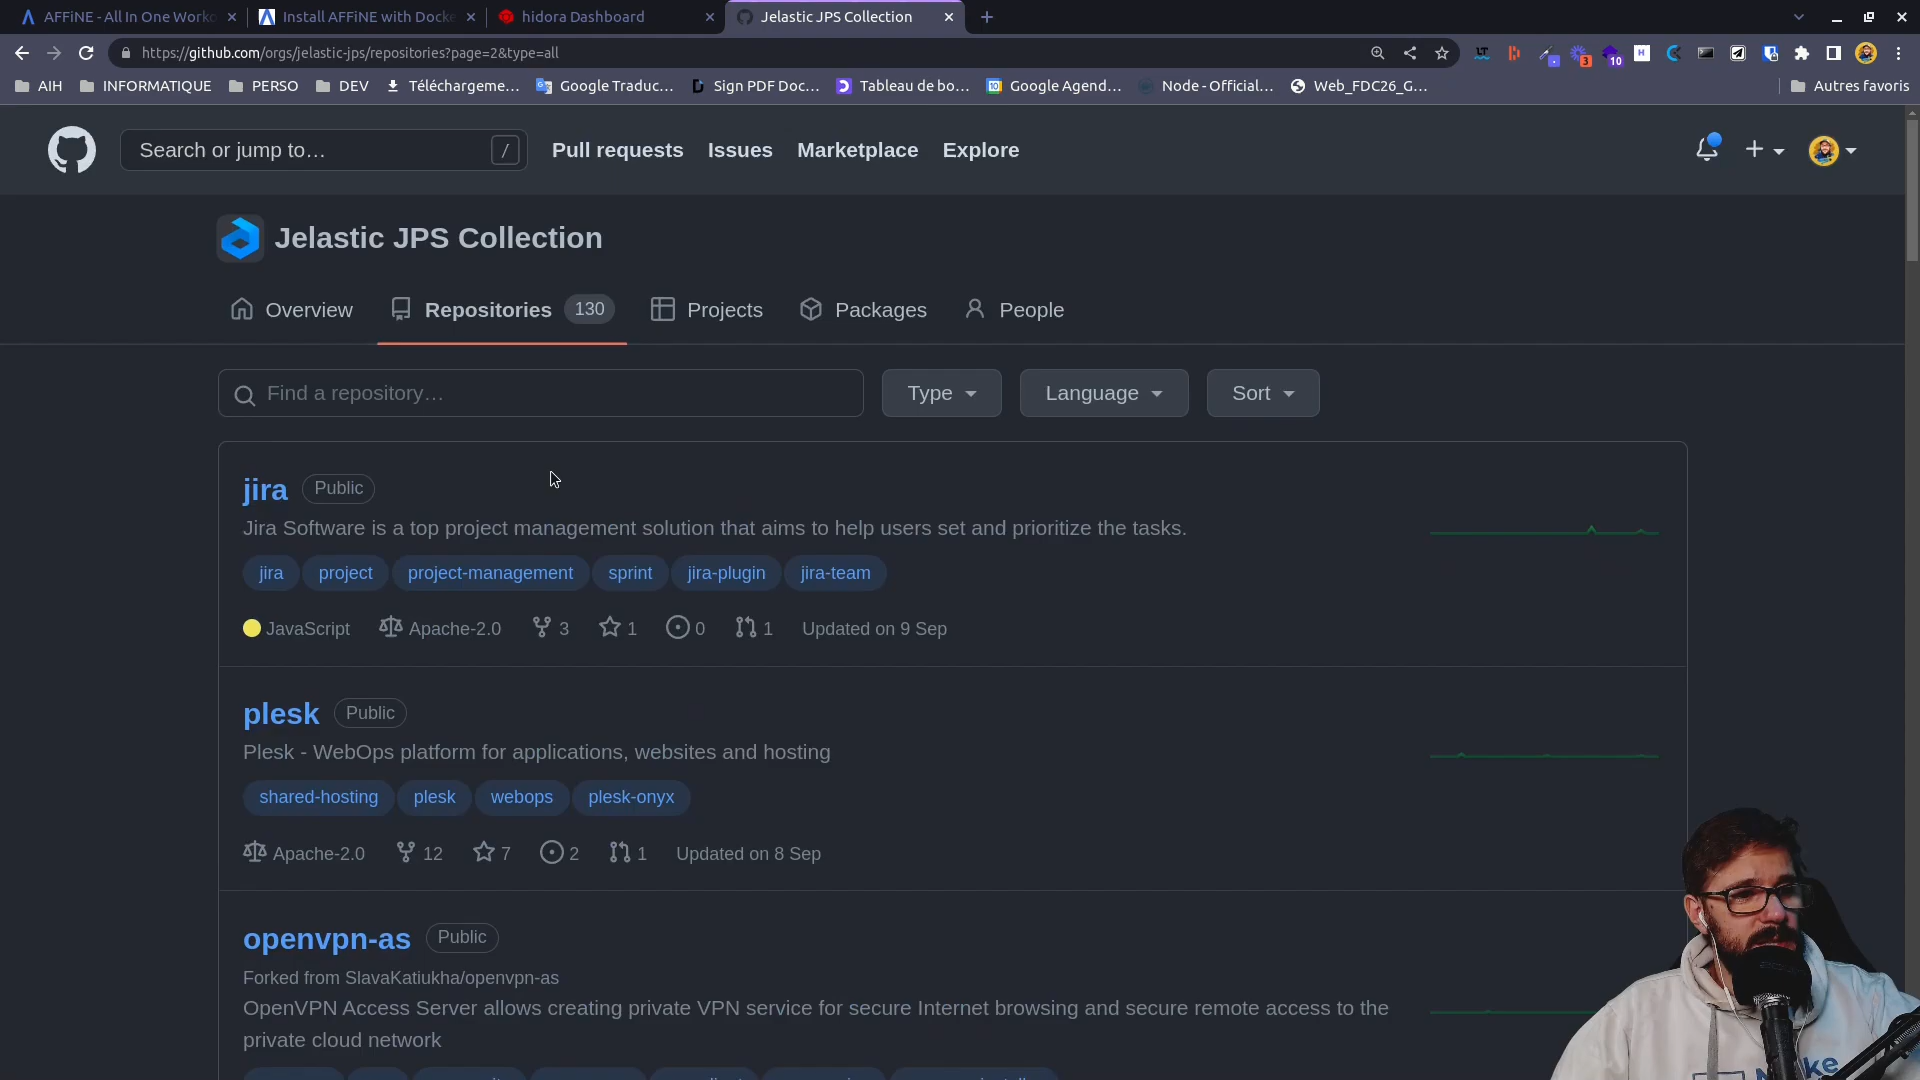 AFFiNE - All In One Worko
Install AFFiNE with Docke
hidora Dashboard
Jelastic JPS Collection
https://github.com/orgs/jelastic-jps/repositories?page=2&type=all
3
10
AIH
INFORMATIQUE
PERSO
DEV
Téléchargeme…
Google Traduc…
Sign PDF Doc…
Tableau de bo…
Google Agend…
Node - Official…
Web_FDC26_G…
Autres favoris
Search or jump to…
/
Pull requests
Issues
Marketplace
Explore
Jelastic JPS Collection
Overview
Repositories 130
Projects
Packages
People
Find a repository…
Type
Language
Sort
jira Public
Jira Software is a top project management solution that aims to help users set and prioritize the tasks.
jira project project-management sprint jira-plugin jira-team
JavaScript Apache-2.0 3 1 0 1 Updated on 9 Sep
plesk Public
Plesk - WebOps platform for applications, websites and hosting
shared-hosting plesk webops plesk-onyx
Apache-2.0 12 7 2 1 Updated on 8 Sep
openvpn-as Public
Forked from SlavaKatiukha/openvpn-as
OpenVPN Access Server allows creating private VPN service for secure Internet browsing and secure remote access to the
private cloud network